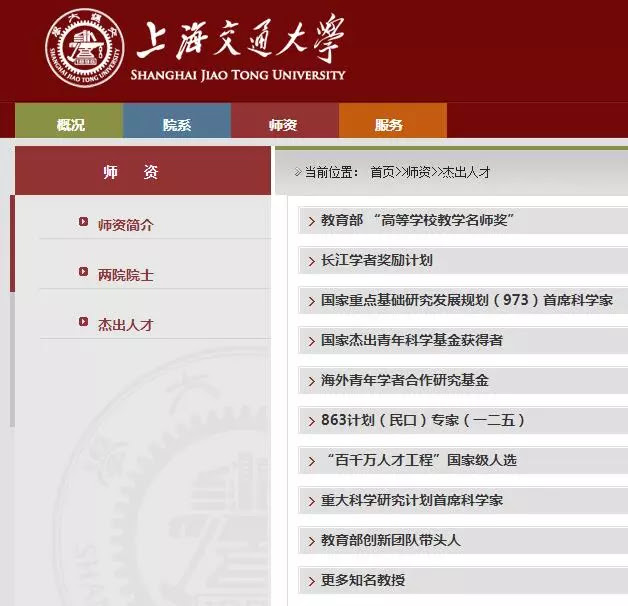 上海交通大学
SHANGHAI JIAO TONG UNIVERSITY
概况 院系 师资 服务
师 资
当前位置： 首页>>师资>>杰出人才
师资简介
两院院士
杰出人才
教育部 “高等学校教学名师奖”
长江学者奖励计划
国家重点基础研究发展规划（973）首席科学家
国家杰出青年科学基金获得者
海外青年学者合作研究基金
863计划（民口）专家（一二五）
“百千万人才工程”国家级人选
重大科学研究计划首席科学家
教育部创新团队带头人
更多知名教授